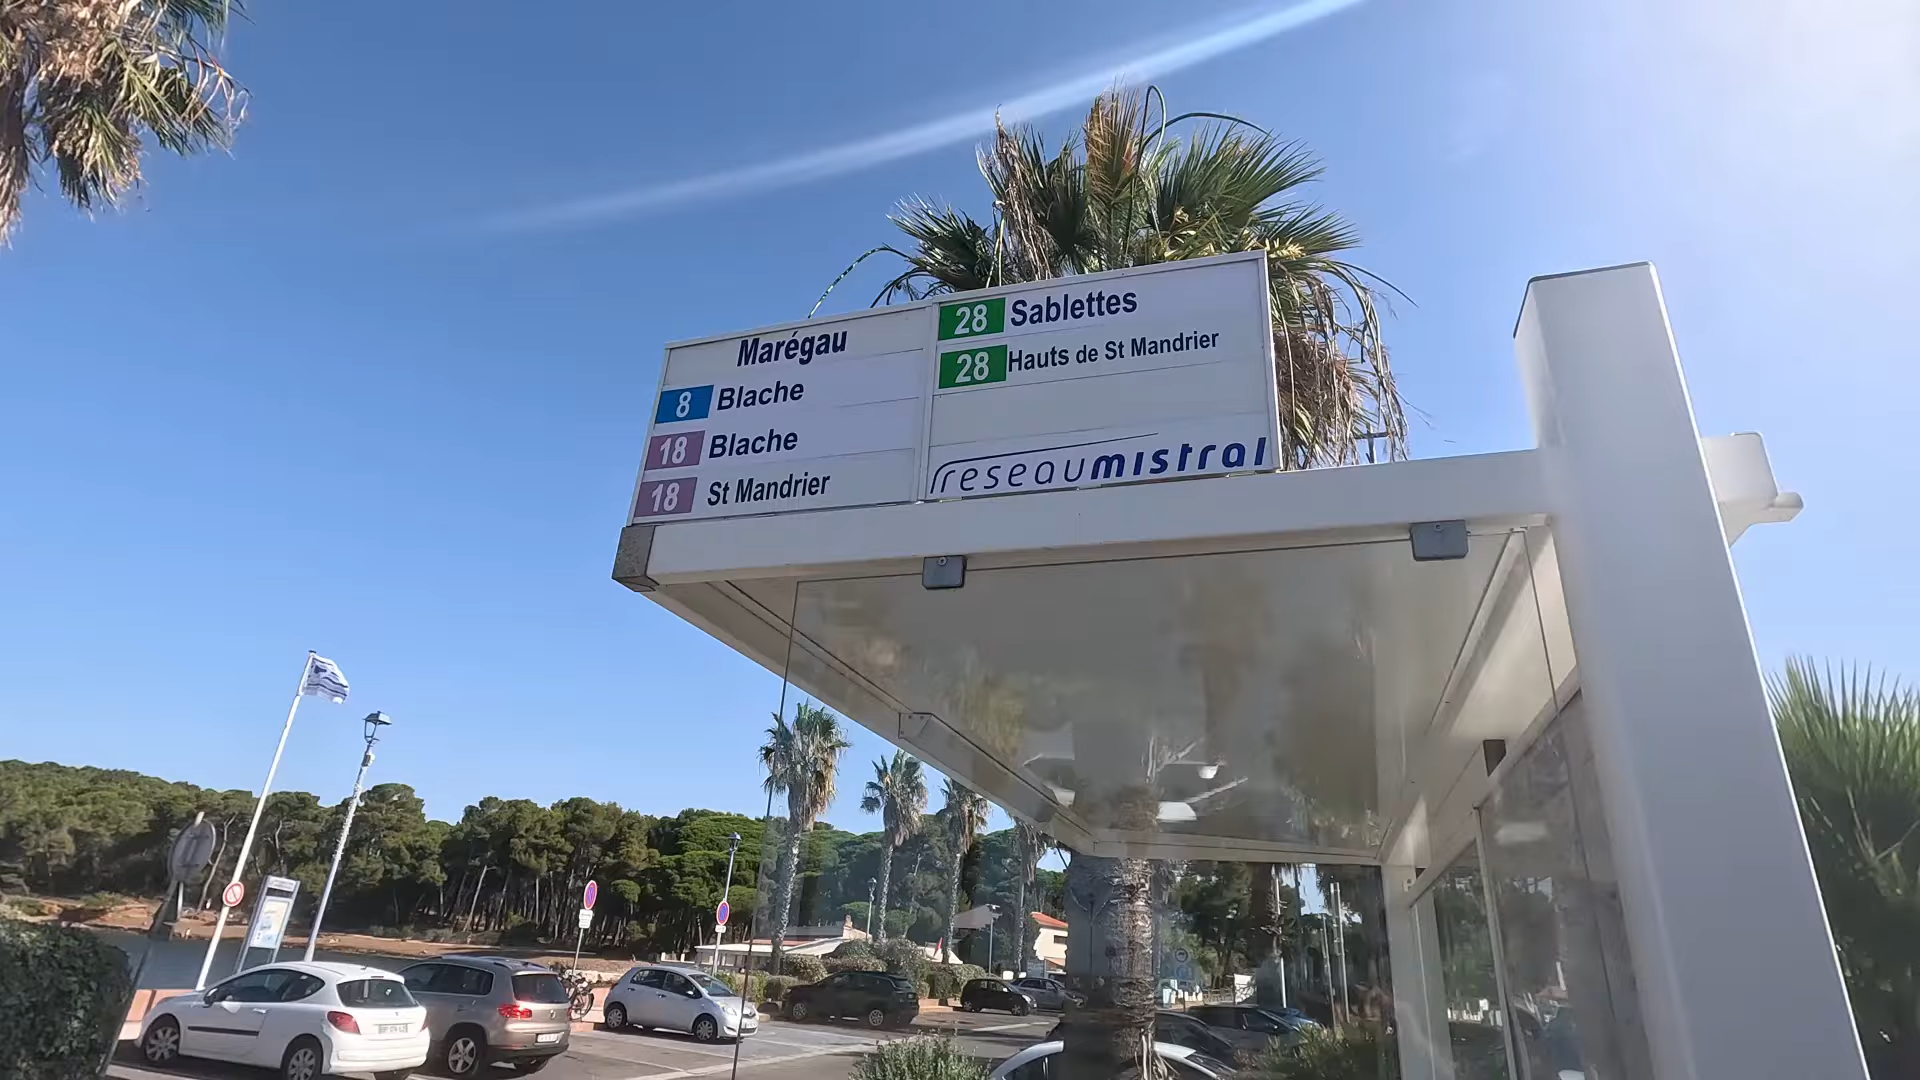 Marégau
8 Blache
18 Blache
18 St Mandrier
28 Sablettes
28 Hauts de St Mandrier
reseaumistral